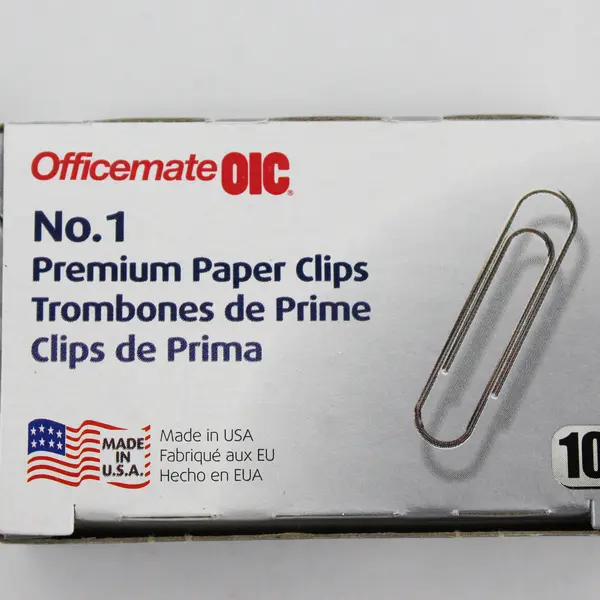 Officemate OIC®
No.1
Premium Paper Clips
Trombones de Prime
Clips de Prima
MADE
IN
U.S.A.
Made in USA
Fabriqué aux EU
Hecho en EUA
10